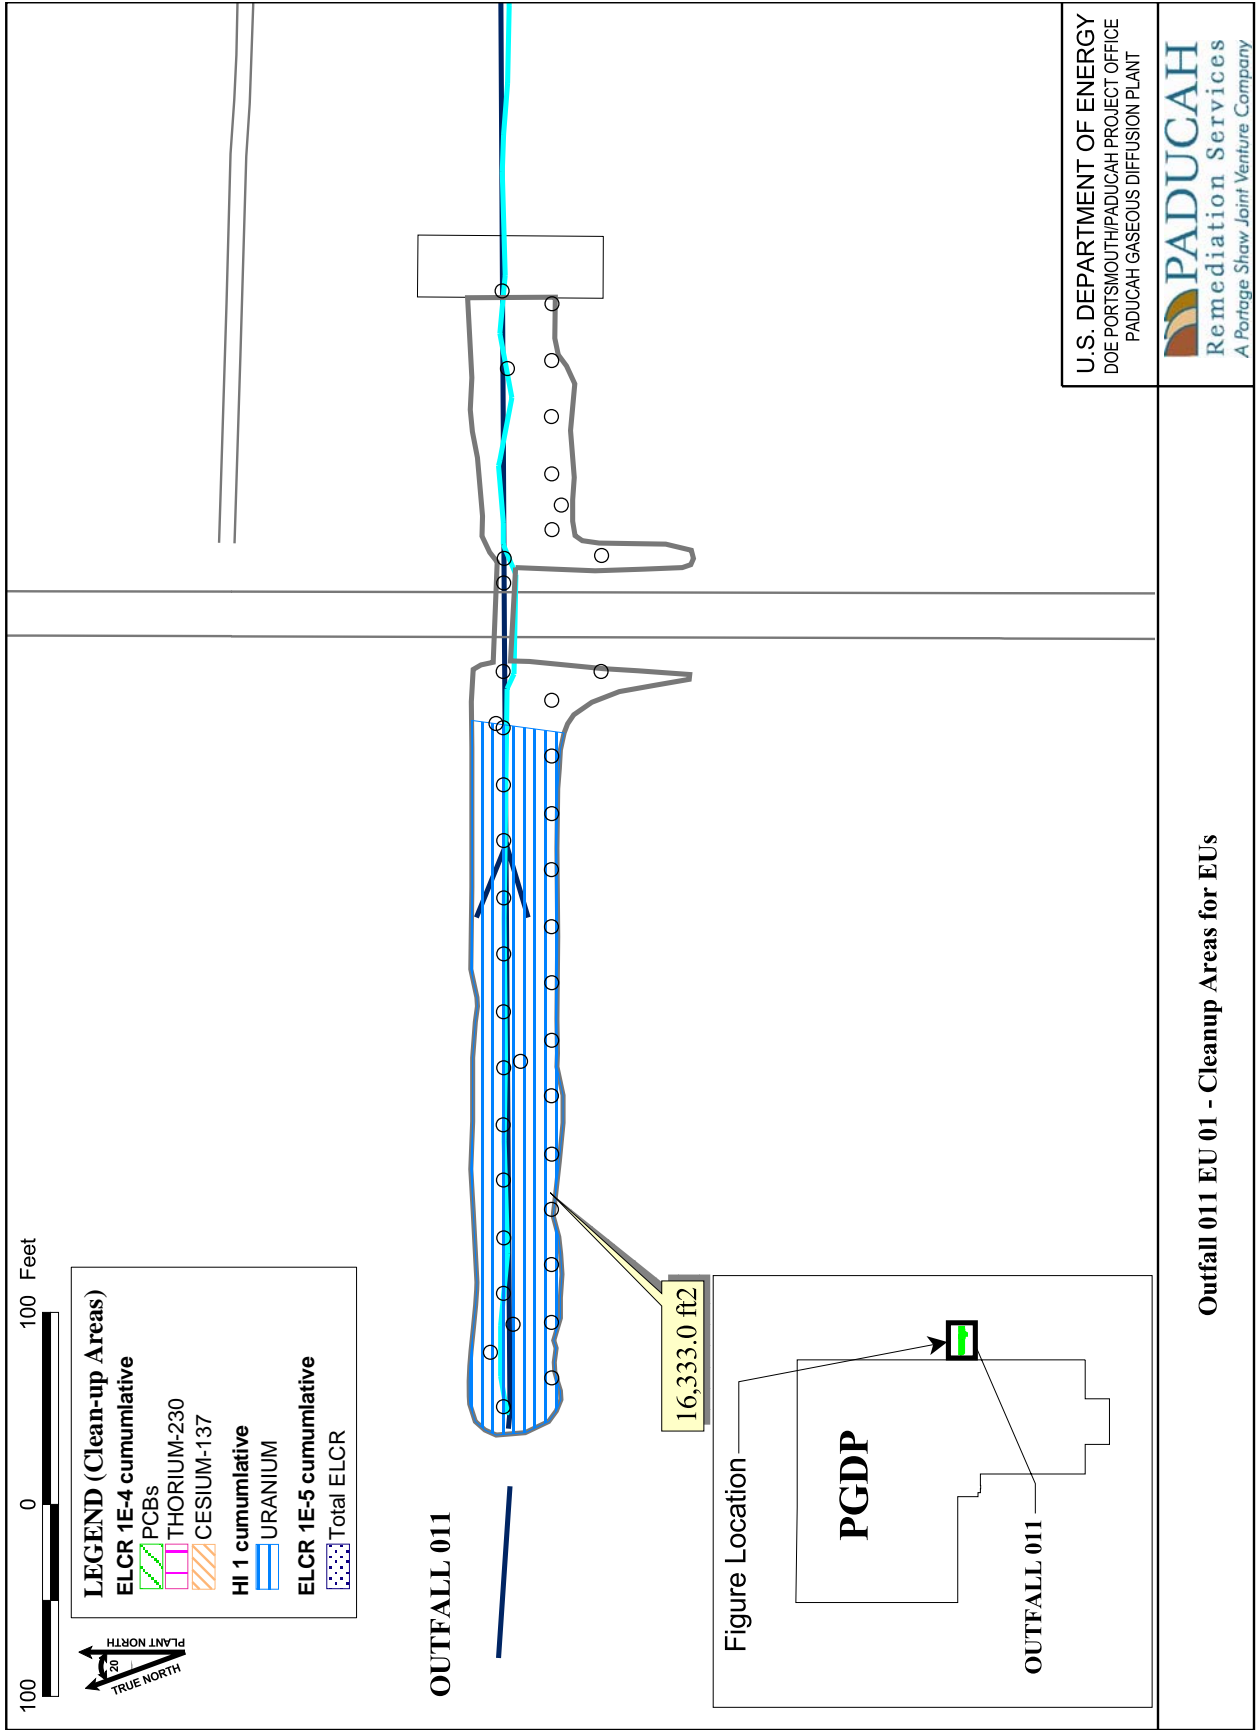 100 0 100 Feet
PLANT NORTH
20
TRUE NORTH
LEGEND (Clean-up Areas)
ELCR 1E-4 cumumlative
PCBs
THORIUM-230
CESIUM-137
HI 1 cumumlative
URANIUM
ELCR 1E-5 cumumlative
Total ELCR
OUTFALL 011
16,333.0 ft2
Figure Location
PGDP
OUTFALL 011
U.S. DEPARTMENT OF ENERGY
DOE PORTSMOUTH/PADUCAH PROJECT OFFICE
PADUCAH GASEOUS DIFFUSION PLANT
Outfall 011 EU 01 - Cleanup Areas for EUs
PADUCAH
Remediation Services
A Portage Shaw Joint Venture Company